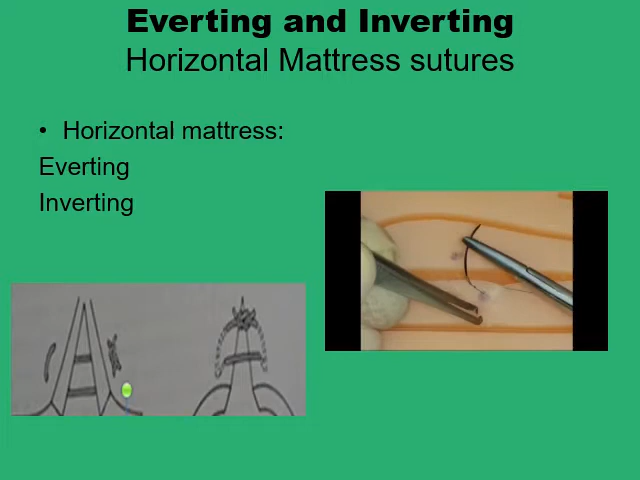 Everting and Inverting
Horizontal Mattress sutures
• Horizontal mattress:
Everting
Inverting